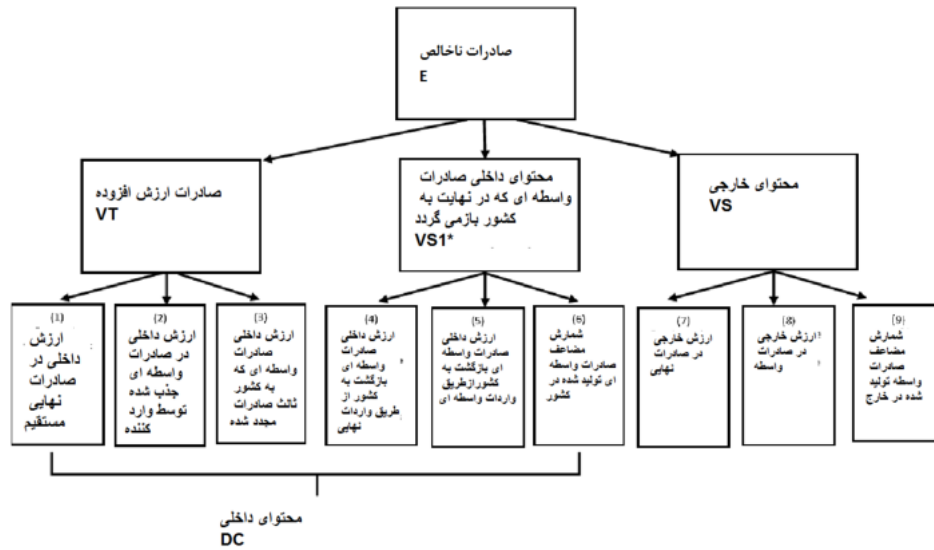 صادرات ناخالص
E
صادرات ارزش افزوده
VT
محتوای داخلی صادرات
واسطه ای که در نهایت به
کشور بازمی گردد
VS1*
محتوای خارجی
VS
(1)
ارزش
داخلی در
صادرات
نهایی
مستقیم
(2)
ارزش داخلی
در صادرات
واسطه ای
جذب شده
توسط وارد
کننده
(3)
ارزش داخلی
صادرات
واسطه ای که
به کشور
ثالث صادرات
مجدد شده
(4)
ارزش داخلی
صادرات
واسطه ای
بازگشت به
کشور از
طریق واردات
نهایی
(5)
ارزش داخلی
صادرات واسطه
ای بازگشت به
کشورازطریق
واردات واسطه ای
(6)
شمارش
مضاعف
صادرات واسطه
ای تولید شده در
کشور
(7)
ارزش خارجی
در صادرات
نهایی
(8)
ارزش خارجی
در صادرات
واسطه
(9)
شمارش
مضاعف
صادرات
واسطه تولید
شده در خارج
محتوای داخلی
DC